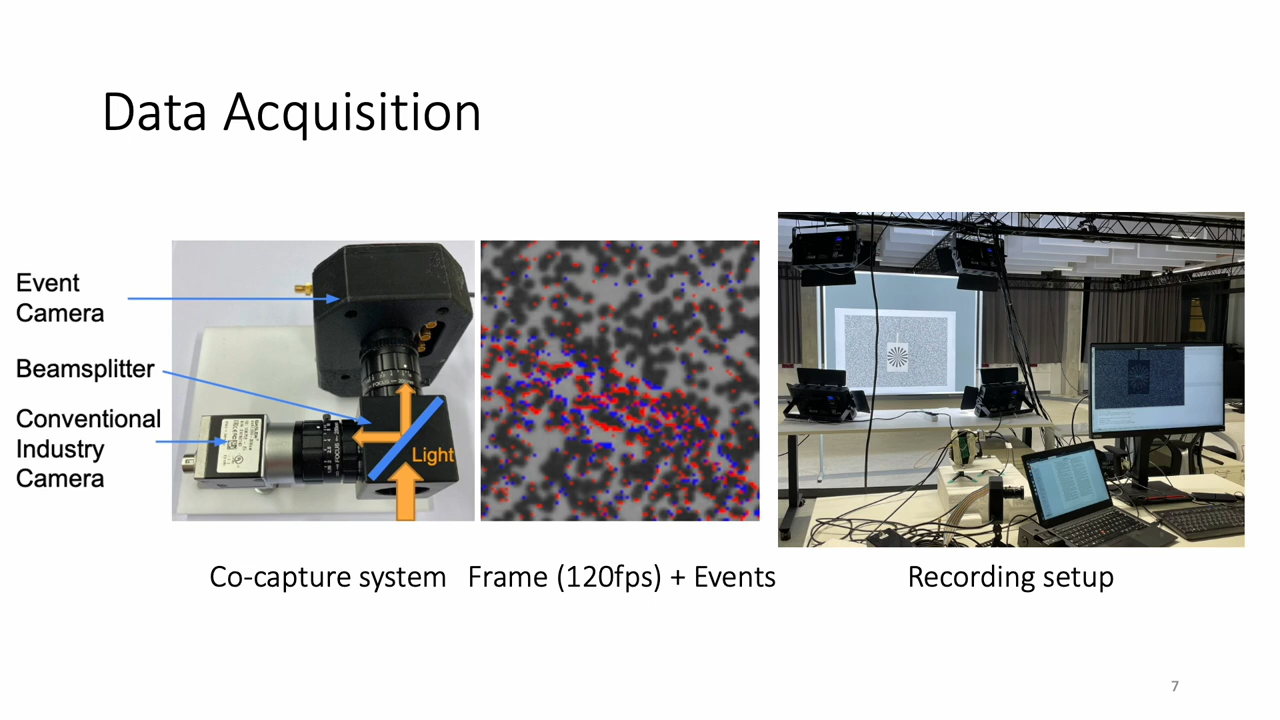 Data Acquisition
Event
Camera
Beamsplitter
Conventional
Industry
Camera
Light
Co-capture system
Frame (120fps) + Events
Recording setup
7